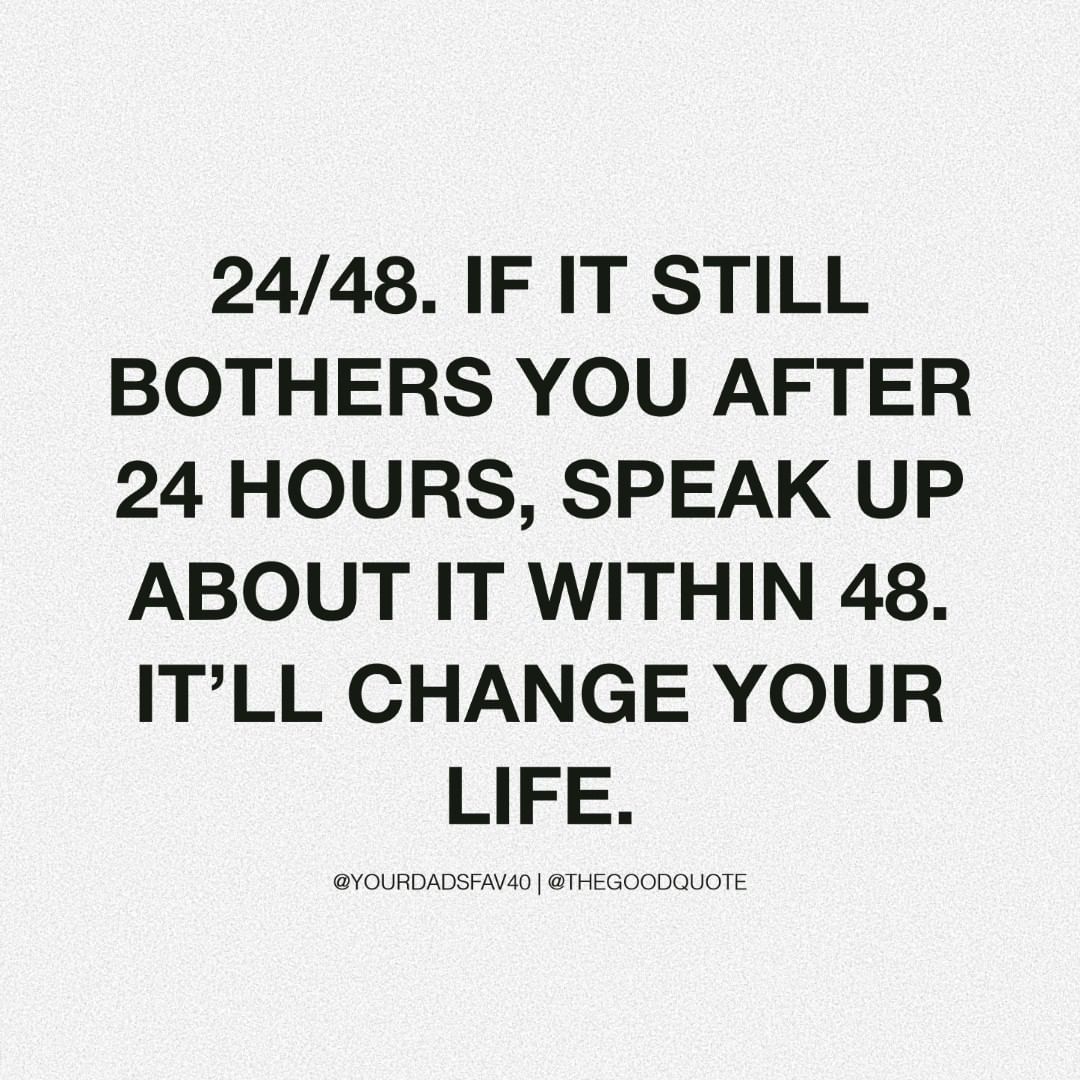 24/48. IF IT STILL
BOTHERS YOU AFTER
24 HOURS, SPEAK UP
ABOUT IT WITHIN 48.
IT’LL CHANGE YOUR
LIFE.
@YOURDADSFAV40 | @THEGOODQUOTE